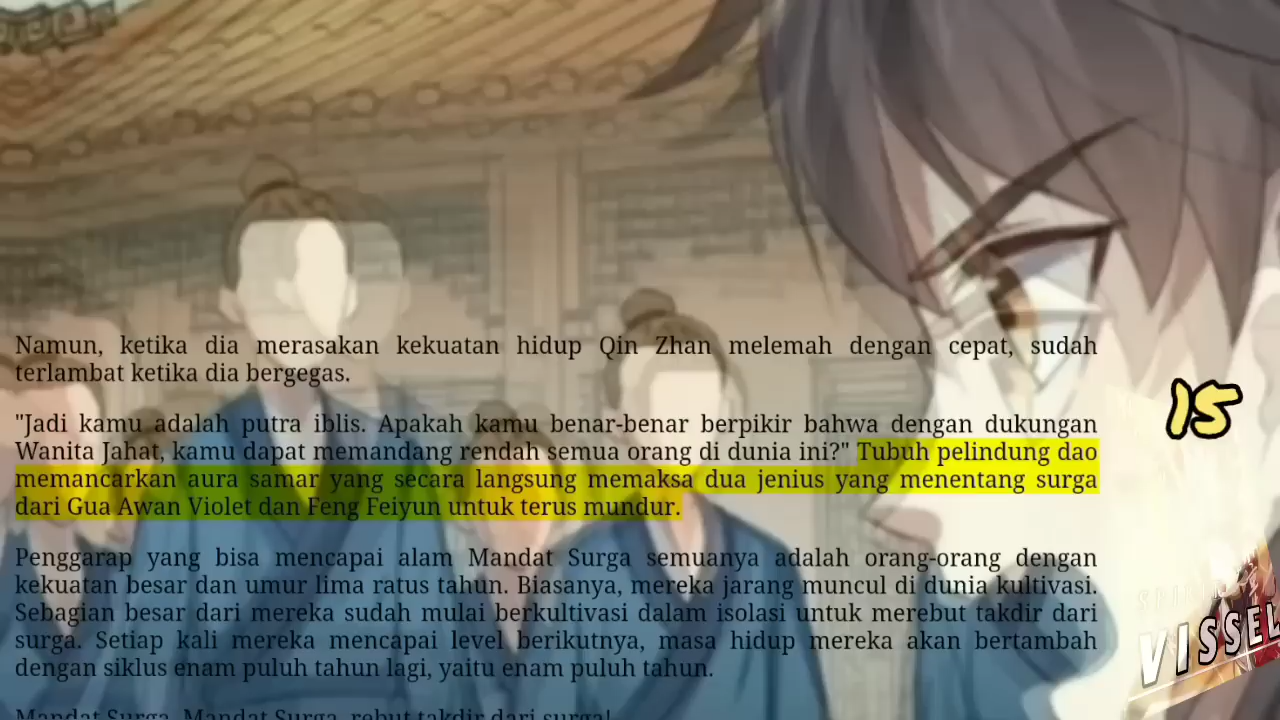 Namun, ketika dia merasakan kekuatan hidup Qin Zhan melemah dengan cepat, sudah
terlambat ketika dia bergegas.
"Jadi kamu adalah putra iblis. Apakah kamu benar-benar berpikir bahwa dengan dukungan
Wanita Jahat, kamu dapat memandang rendah semua orang di dunia ini?" Tubuh pelindung dao
memancarkan aura samar yang secara langsung memaksa dua jenius yang menentang surga
dari Gua Awan Violet dan Feng Feiyun untuk terus mundur.
Penggarap yang bisa mencapai alam Mandat Surga semuanya adalah orang-orang dengan
kekuatan besar dan umur lima ratus tahun. Biasanya, mereka jarang muncul di dunia kultivasi.
Sebagian besar dari mereka sudah mulai berkultivasi dalam isolasi untuk merebut takdir dari
surga. Setiap kali mereka mencapai level berikutnya, masa hidup mereka akan bertambah
dengan siklus enam puluh tahun lagi, yaitu enam puluh tahun.
Mandat Surga, Mandat Surga, rebut takdir dari surga!
15
VISSEL